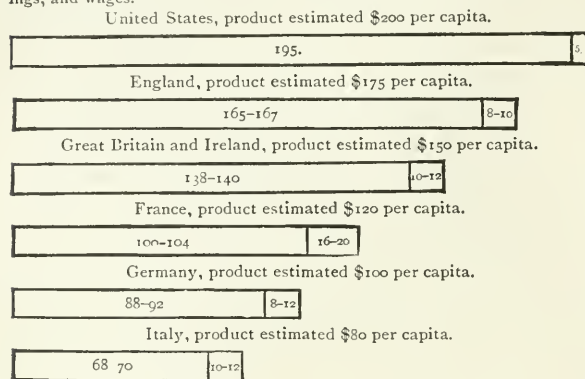 ings, and wages.
United States, product estimated $200 per capita.
195. 5.
England, product estimated $175 per capita.
165–167 8–10
Great Britain and Ireland, product estimated $150 per capita.
138–140 10–12
France, product estimated $120 per capita.
100–104 16–20
Germany, product estimated $100 per capita.
88–92 8–12
Italy, product estimated $80 per capita.
68 70 10–12